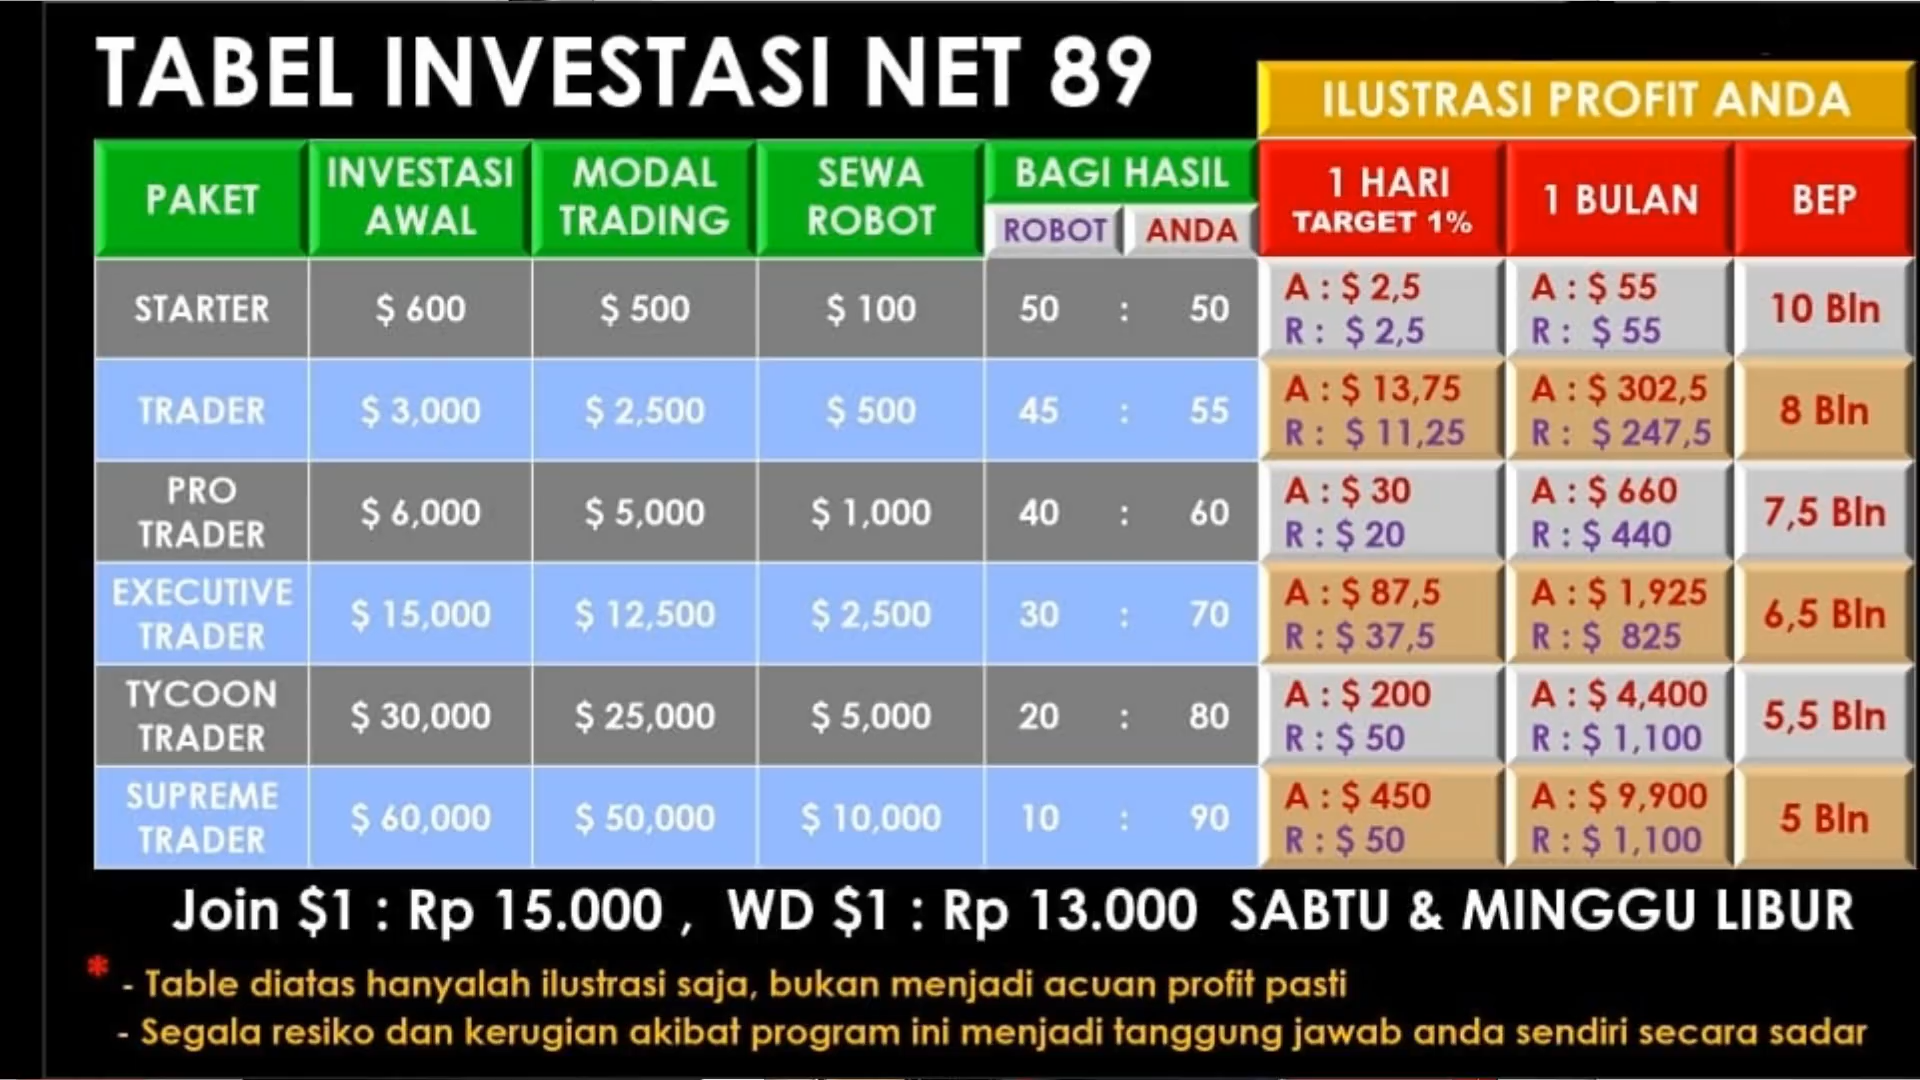 TABEL INVESTASI NET 89
ILUSTRASI PROFIT ANDA
PAKET
INVESTASI AWAL
MODAL TRADING
SEWA ROBOT
BAGI HASIL
ROBOT
ANDA
1 HARI
TARGET 1%
1 BULAN
BEP
STARTER
$ 600
$ 500
$ 100
50 : 50
A : $ 2,5
R : $ 2,5
A : $ 55
R : $ 55
10 Bln
TRADER
$ 3,000
$ 2,500
$ 500
45 : 55
A : $ 13,75
R : $ 11,25
A : $ 302,5
R : $ 247,5
8 Bln
PRO TRADER
$ 6,000
$ 5,000
$ 1,000
40 : 60
A : $ 30
R : $ 20
A : $ 660
R : $ 440
7,5 Bln
EXECUTIVE TRADER
$ 15,000
$ 12,500
$ 2,500
30 : 70
A : $ 87,5
R : $ 37,5
A : $ 1,925
R : $ 825
6,5 Bln
TYCOON TRADER
$ 30,000
$ 25,000
$ 5,000
20 : 80
A : $ 200
R : $ 50
A : $ 4,400
R : $ 1,100
5,5 Bln
SUPREME TRADER
$ 60,000
$ 50,000
$ 10,000
10 : 90
A : $ 450
R : $ 50
A : $ 9,900
R : $ 1,100
5 Bln
Join $1 : Rp 15.000 , WD $1 : Rp 13.000 SABTU & MINGGU LIBUR
* - Table diatas hanyalah ilustrasi saja, bukan menjadi acuan profit pasti
- Segala resiko dan kerugian akibat program ini menjadi tanggung jawab anda sendiri secara sadar